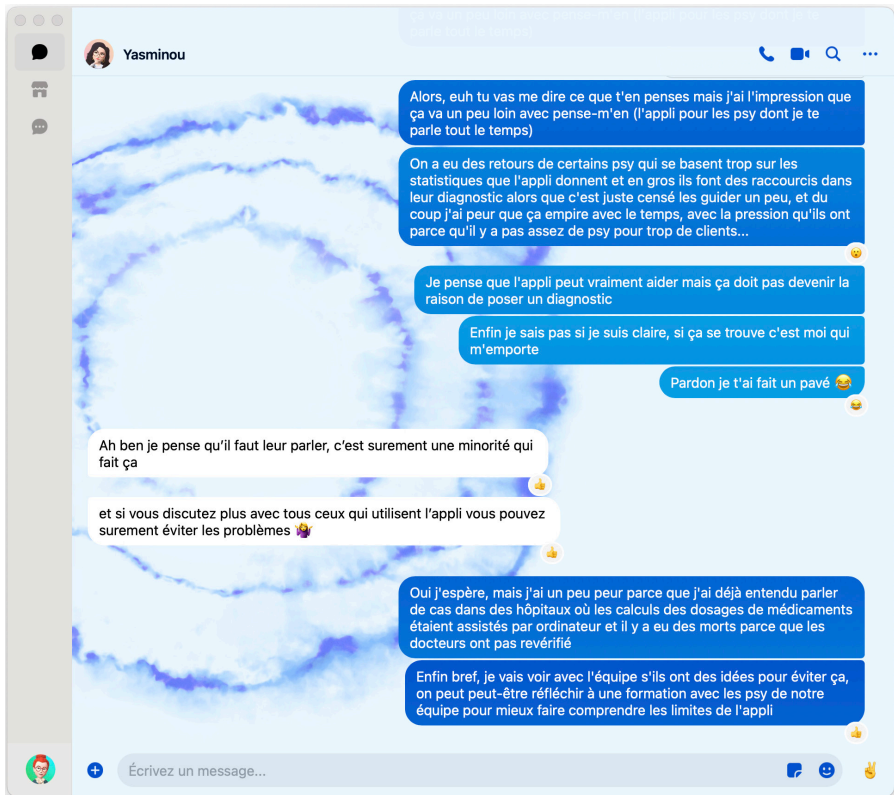 Yasminou
Alors, euh tu vas me dire ce que t'en penses mais j'ai l'impression que
ça va un peu loin avec pense-m'en (l'appli pour les psy dont je te
parle tout le temps)
On a eu des retours de certains psy qui se basent trop sur les
statistiques que l'appli donnent et en gros ils font des raccourcis dans
leur diagnostic alors que c'est juste censé les guider un peu, et du
coup j'ai peur que ça empire avec le temps, avec la pression qu'ils ont
parce qu'il y a pas assez de psy pour trop de clients...
Je pense que l'appli peut vraiment aider mais ça doit pas devenir la
raison de poser un diagnostic
Enfin je sais pas si je suis claire, si ça se trouve c'est moi qui
m'emporte
Pardon je t'ai fait un pavé 😂
Ah ben je pense qu'il faut leur parler, c'est surement une minorité qui
fait ça
et si vous discutez plus avec tous ceux qui utilisent l'appli vous pouvez
surement éviter les problèmes 🤷‍♀️
Oui j'espère, mais j'ai un peu peur parce que j'ai déjà entendu parler
de cas dans des hôpitaux où les calculs des dosages de médicaments
étaient assistés par ordinateur et il y a eu des morts parce que les
docteurs ont pas revérifié
Enfin bref, je vais voir avec l'équipe s'ils ont des idées pour éviter ça,
on peut peut-être réfléchir à une formation avec les psy de notre
équipe pour mieux faire comprendre les limites de l'appli
Écrivez un message...